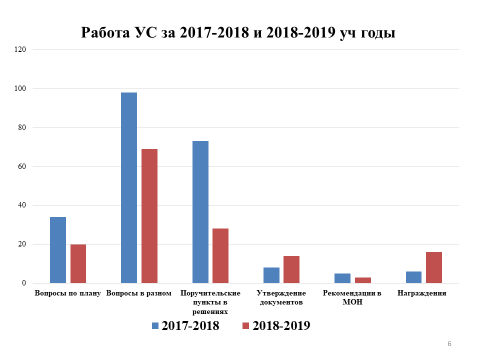 Работа УС за 2017-2018 и 2018-2019 уч годы
120
100
80
60
40
20
0
Вопросы по плану
Вопросы в разном
Поручительские
пункты в
решениях
Утверждение
документов
Рекомендации в
МОН
Награждения
2017-2018
2018-2019
6